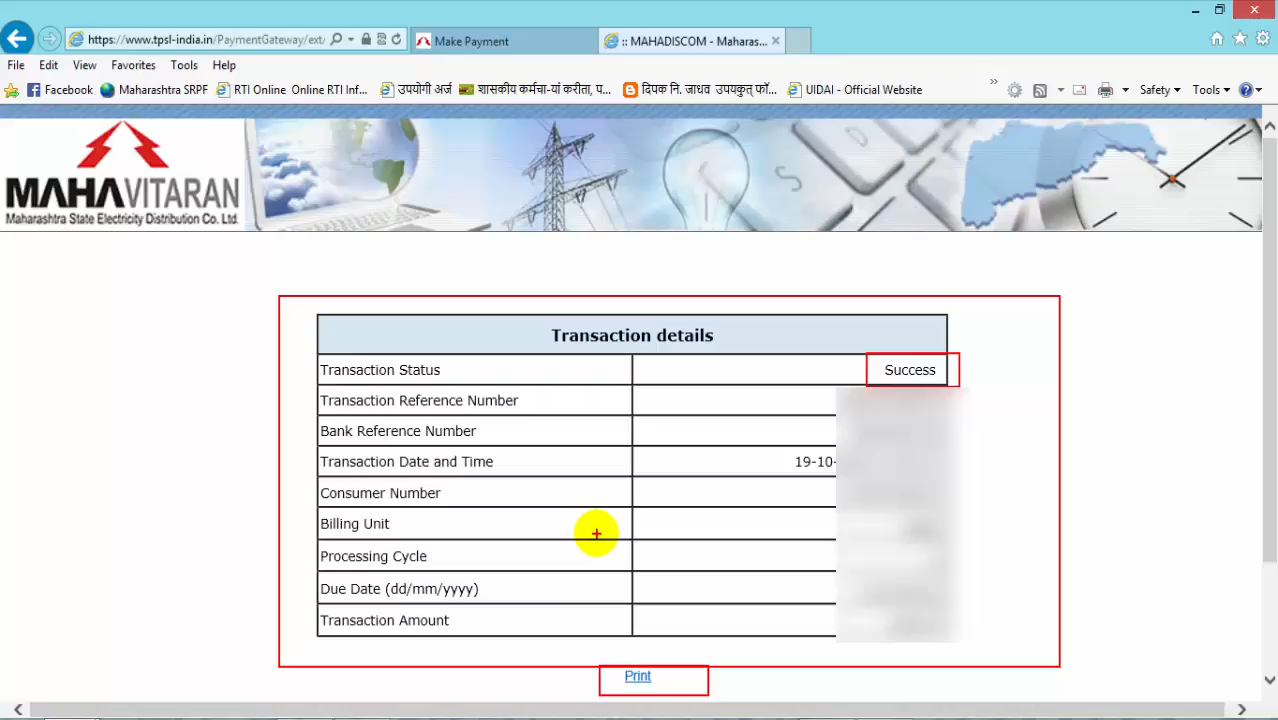 https://www.tpsl-india.in/PaymentGateway/ext/
Make Payment
:: MAHADISCOM - Maharas...
File Edit View Favorites Tools Help
Facebook Maharashtra SRPF RTI Online Online RTI Inf... उपयोगी अर्ज शासकीय कर्मचा-यां करीता, प... दिपक नि. जाधव उपयकुत् फॉ... UIDAI - Official Website Safety Tools
MAHAVITARAN
Maharashtra State Electricity Distribution Co. Ltd.
Transaction details
Transaction Status Success
Transaction Reference Number
Bank Reference Number
Transaction Date and Time 19-10-
Consumer Number
Billing Unit
Processing Cycle
Due Date (dd/mm/yyyy)
Transaction Amount
Print